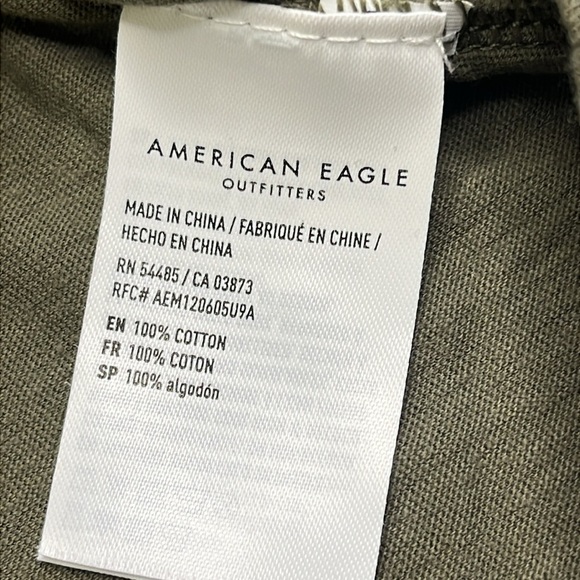 AMERICAN EAGLE
OUTFITTERS
MADE IN CHINA / FABRIQUÉ EN CHINE /
HECHO EN CHINA
RN 54485 / CA 03873
RFC# AEM120605U9A
EN 100% COTTON
FR 100% COTON
SP 100% algodón